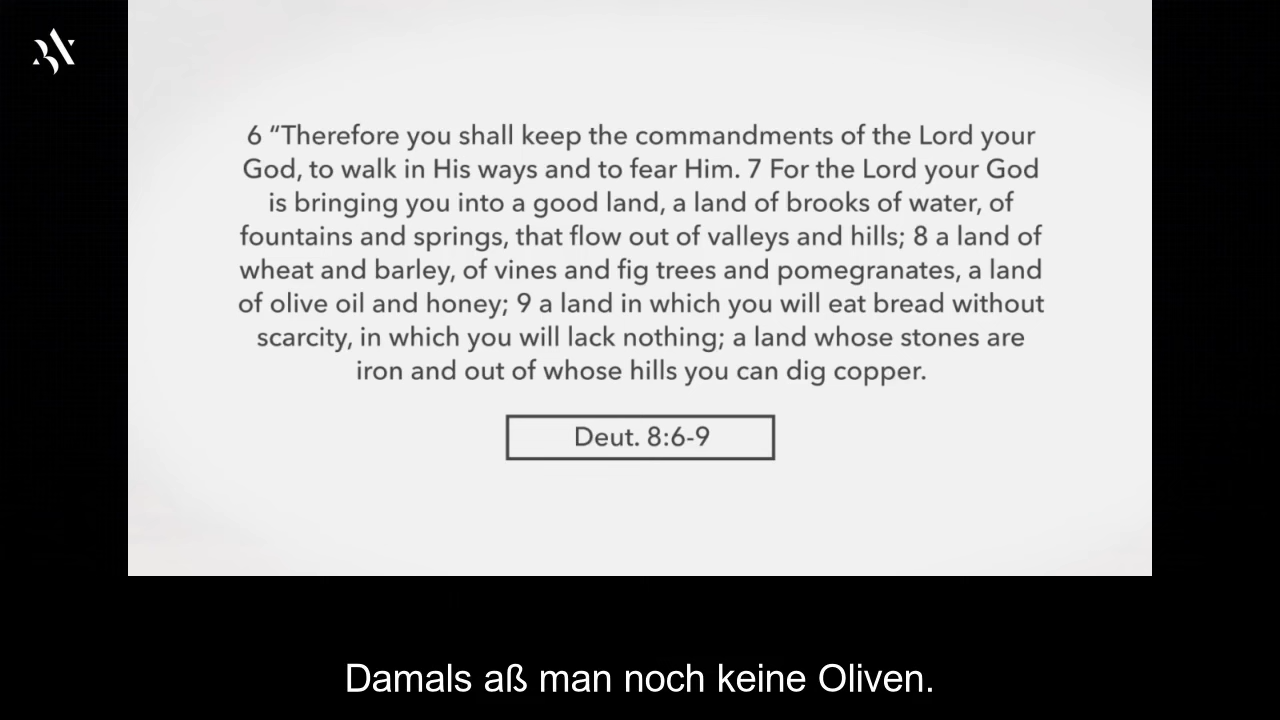 6 “Therefore you shall keep the commandments of the Lord your
God, to walk in His ways and to fear Him. 7 For the Lord your God
is bringing you into a good land, a land of brooks of water, of
fountains and springs, that flow out of valleys and hills; 8 a land of
wheat and barley, of vines and fig trees and pomegranates, a land
of olive oil and honey; 9 a land in which you will eat bread without
scarcity, in which you will lack nothing; a land whose stones are
iron and out of whose hills you can dig copper.
Deut. 8:6-9
Damals aß man noch keine Oliven.